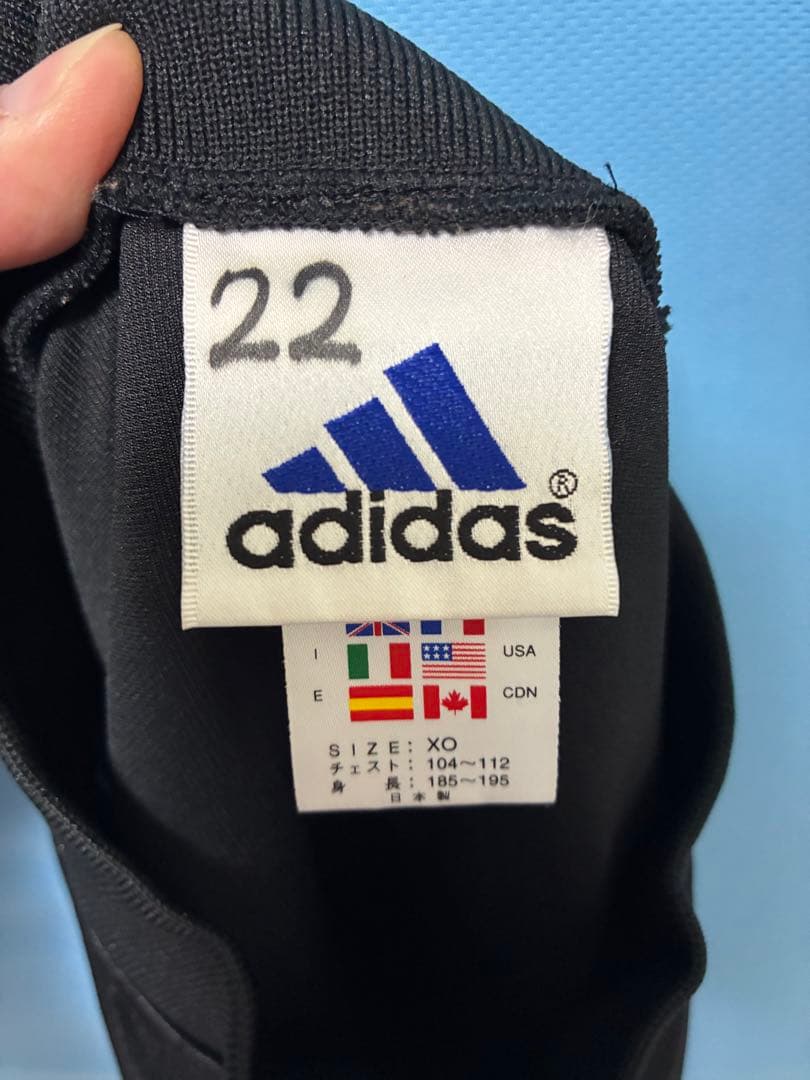 22
adidas®
I USA
E CDN
SIZE: XO
チェスト: 104〜112
身 長: 185〜195
日本製